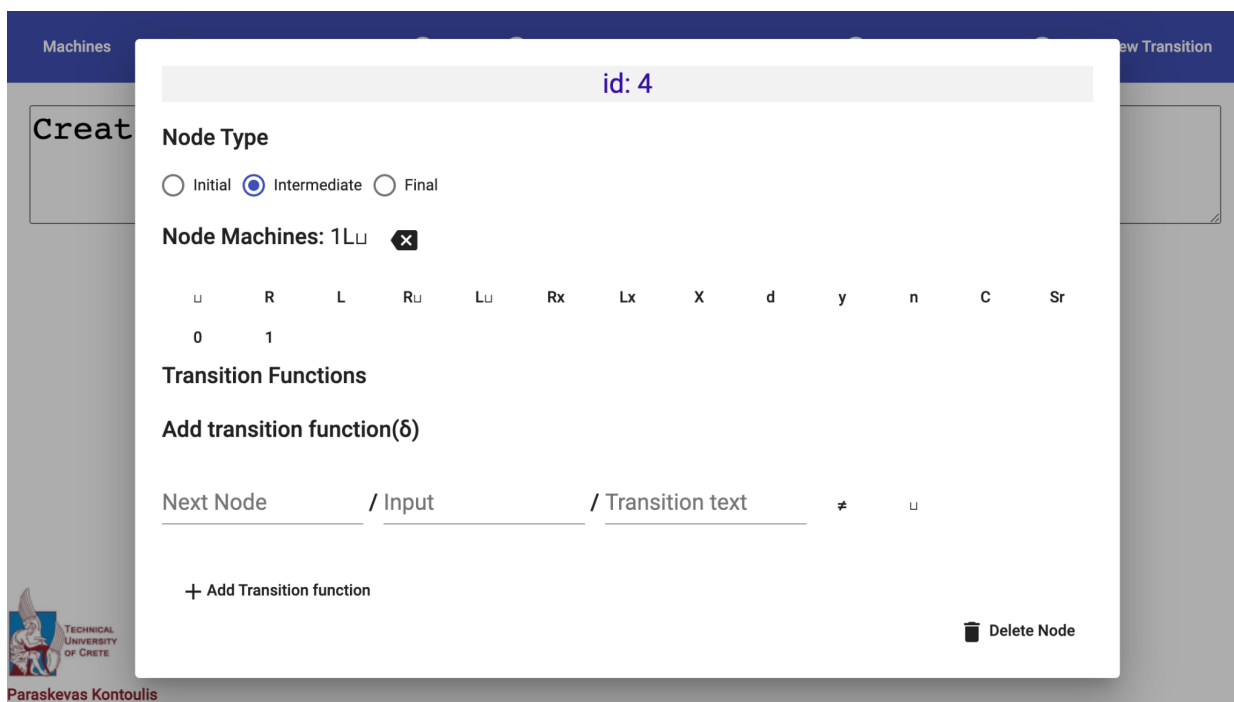 Machines
ew Transition
id: 4
Creat
Node Type
Initial Intermediate Final
Node Machines: 1L⊔
⊔ R L R⊔ L⊔ Rx Lx X d y n C Sr
0 1
Transition Functions
Add transition function(δ)
Next Node / Input / Transition text ≠ ⊔
+ Add Transition function
Delete Node
TECHNICAL
UNIVERSITY
OF CRETE
Paraskevas Kontoulis